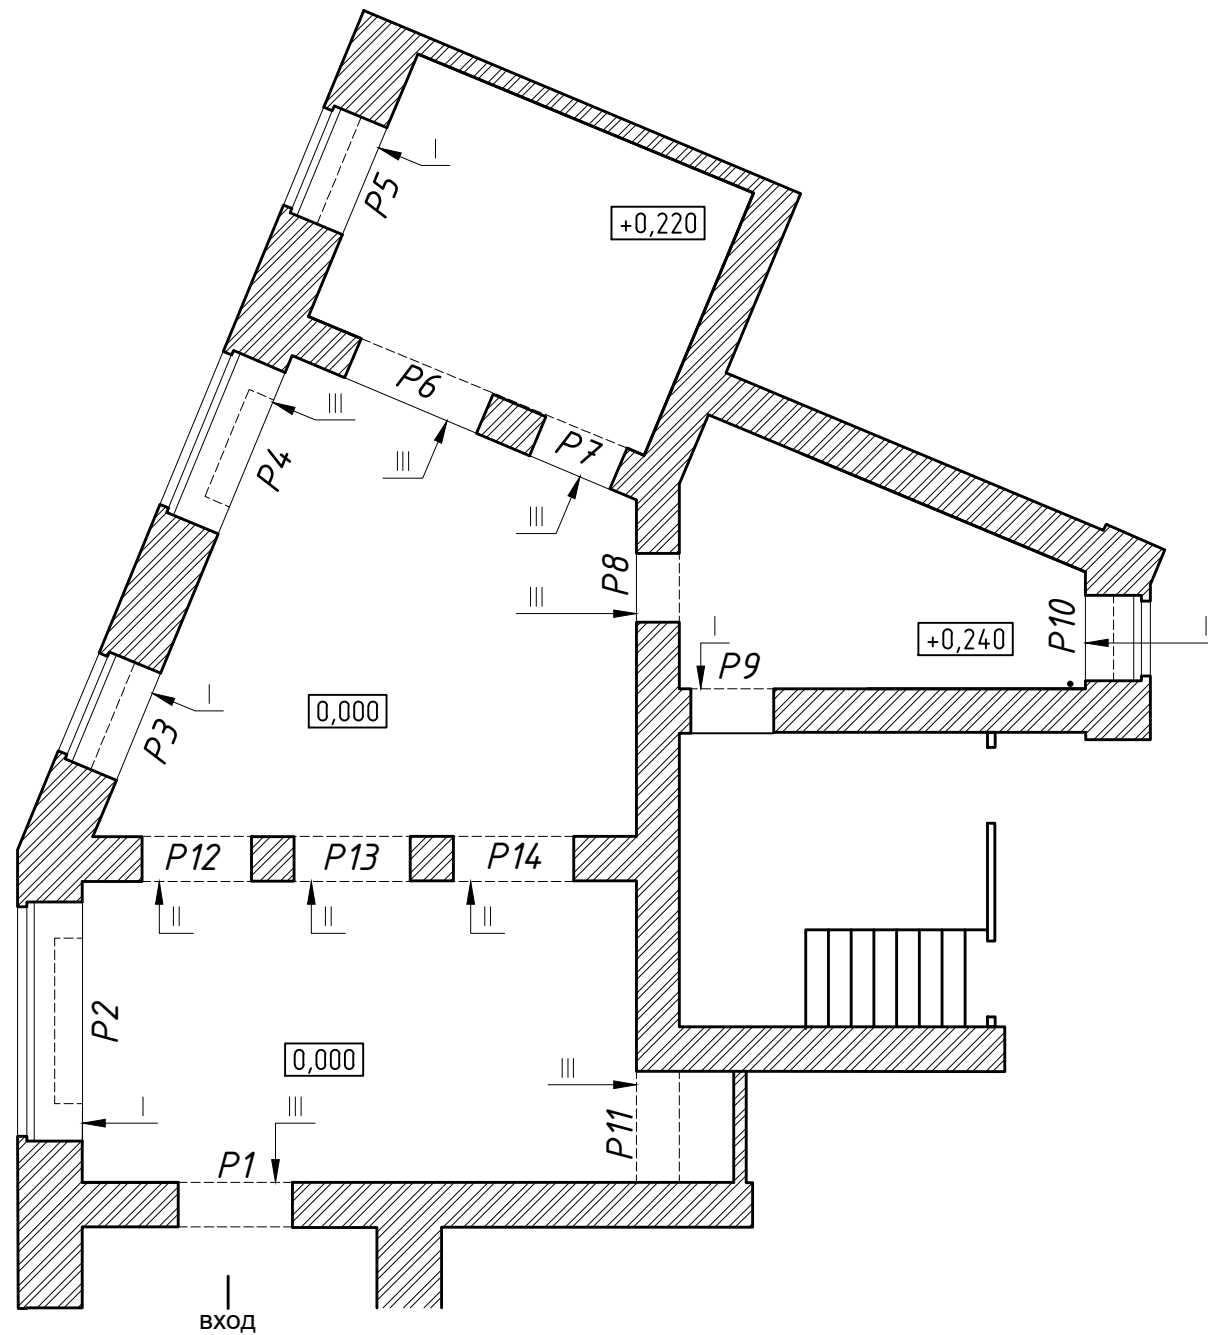 I
P5
+0,220
P6
III
P4
III
P7
III
P8
III
P10
I
I
P9
+0,240
I
P3
0,000
P12
P13
P14
II
II
II
P2
0,000
III
I
III
P11
P1
вход